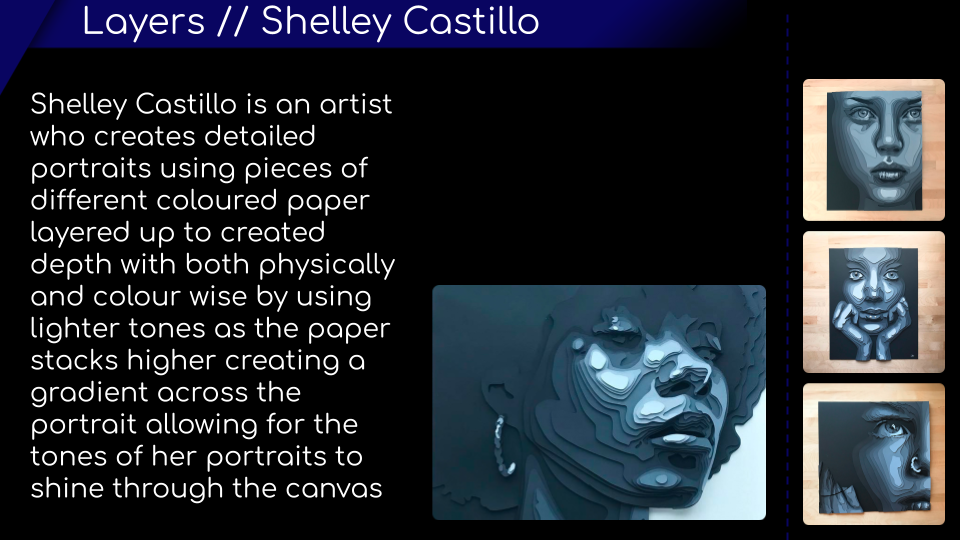 Layers // Shelley Castillo
Shelley Castillo is an artist
who creates detailed
portraits using pieces of
different coloured paper
layered up to created
depth with both physically
and colour wise by using
lighter tones as the paper
stacks higher creating a
gradient across the
portrait allowing for the
tones of her portraits to
shine through the canvas